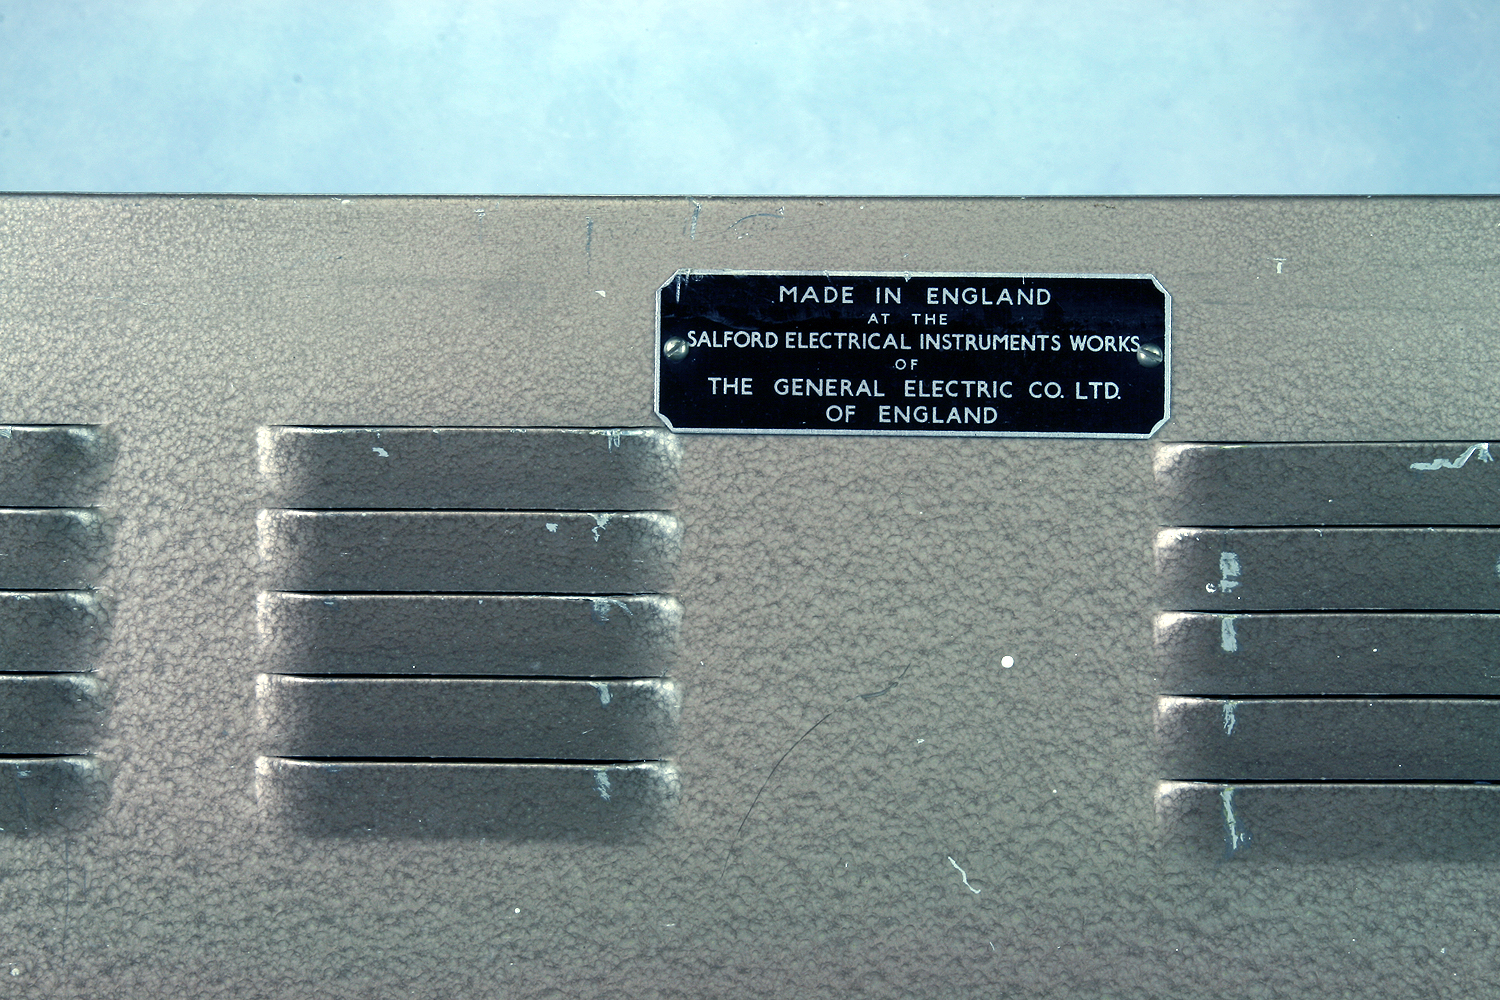 MADE IN ENGLAND
AT THE
SALFORD ELECTRICAL INSTRUMENTS WORKS
OF
THE GENERAL ELECTRIC CO. LTD.
OF ENGLAND